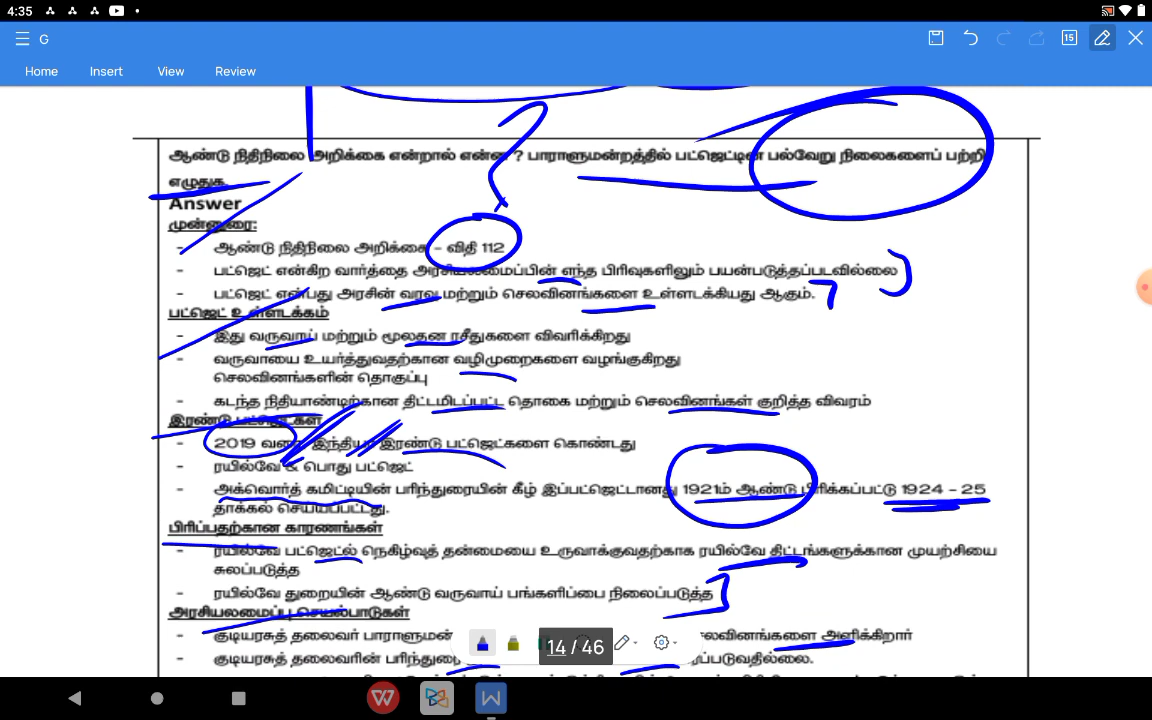 4:35
G
15
Home Insert View Review
ஆண்டு நிதிநிலை அறிக்கை என்றால் என்ன ? பாராளுமன்றத்தில் பட்ஜெட்டின் பல்வேறு நிலைகளைப் பற்றி
எழுதுக.
Answer
முன்னுரை:
- ஆண்டு நிதிநிலை அறிக்கை – விதி 112
- பட்ஜெட் என்கிற வார்த்தை அரசியலமைப்பின் எந்த பிரிவுகளிலும் பயன்படுத்தப்படவில்லை
- பட்ஜெட் என்பது அரசின் வரவு மற்றும் செலவினங்களை உள்ளடக்கியது ஆகும்.
பட்ஜெட் உள்ளடக்கம்
- இது வருவாய் மற்றும் மூலதன ரசீதுகளை விவரிக்கிறது
- வருவாயை உயர்த்துவதற்கான வழிமுறைகளை வழங்குகிறது
செலவினங்களின் தொகுப்பு
- கடந்த நிதியாண்டிற்கான திட்டமிடப்பட்ட தொகை மற்றும் செலவினங்கள் குறித்த விவரம்
இரண்டு பட்ஜெட்கள்
- 2019 வரை இந்தியா இரண்டு பட்ஜெட்களை கொண்டது
- ரயில்வே & பொது பட்ஜெட்
- அக்வொர்த் கமிட்டியின் பரிந்துரையின் கீழ் இப்பட்ஜெட்டானது 1921ம் ஆண்டு பிரிக்கப்பட்டு 1924 – 25
தாக்கல் செய்யப்பட்டது.
பிரிப்பதற்கான காரணங்கள்
- ரயில்வே பட்ஜெட்ல் நெகிழ்வுத் தன்மையை உருவாக்குவதற்காக ரயில்வே திட்டங்களுக்கான முயற்சியை
சுலபப்படுத்த
- ரயில்வே துறையின் ஆண்டு வருவாய் பங்களிப்பை நிலைப்படுத்த
அரசியலமைப்பு செயல்பாடுகள்
- குடியரசுத் தலைவர் பாராளுமன் லவினங்களை அளிக்கிறார்
- குடியரசுத் தலைவரின் பரிந்துரை ப்படுவதில்லை.
14 / 46